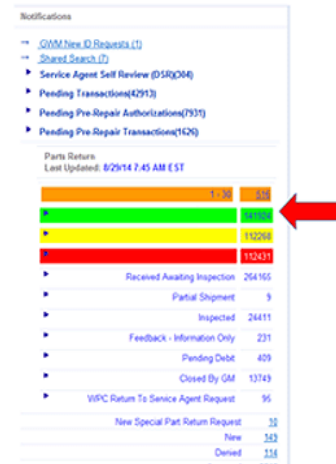 Notifications
GWM New ID Requests (1)
Shared Search (7)
Service Agent Self Review (DSR)(304)
Pending Transactions(42913)
Pending Pre-Repair Authorizations(7931)
Pending Pre-Repair Transactions(1626)
Parts Return
Last Updated: 8/29/14 7:45 AM EST
1 - 30 516
141924
112268
112431
Received Awaiting Inspection 264165
Partial Shipment 9
Inspected 24411
Feedback - Information Only 231
Pending Debit 409
Closed By GM 13749
WPC Return To Service Agent Request 95
New Special Part Return Request 10
New 149
Denied 114